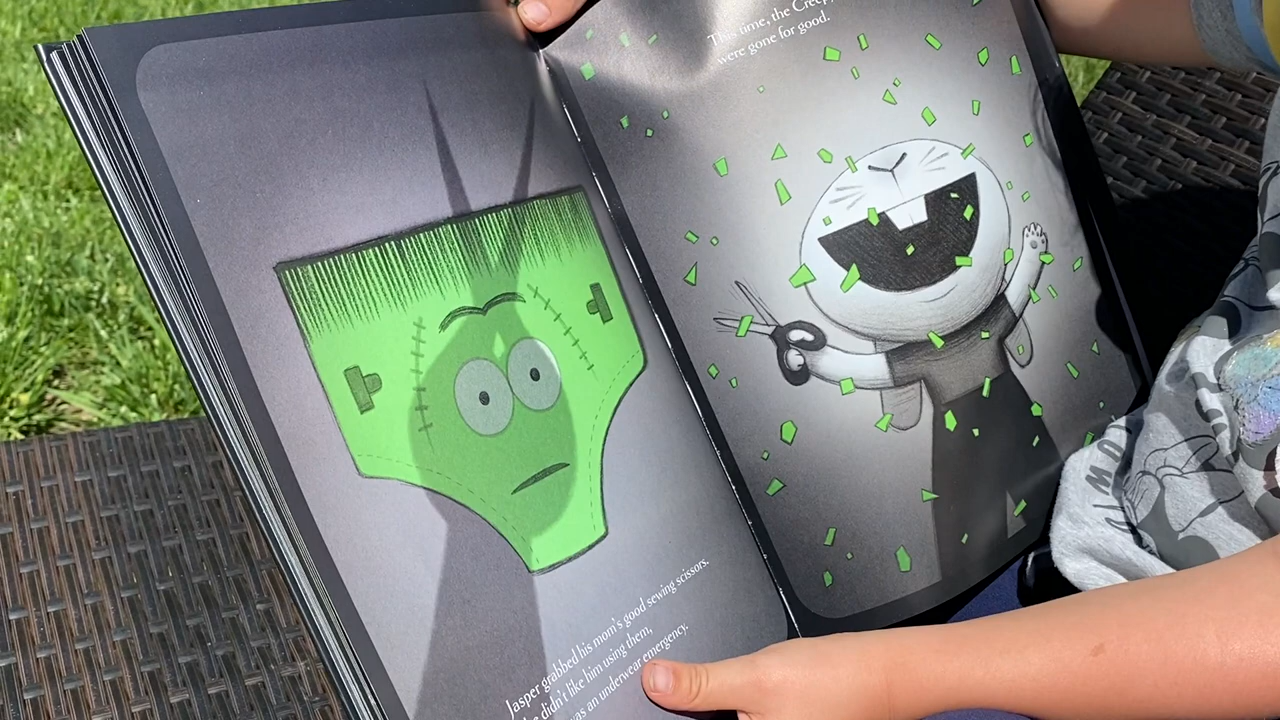 Jasper grabbed his mom's good sewing scissors.
he didn't like him using them,
was an underwear emergency.
This time, the Creepy
were gone for good.